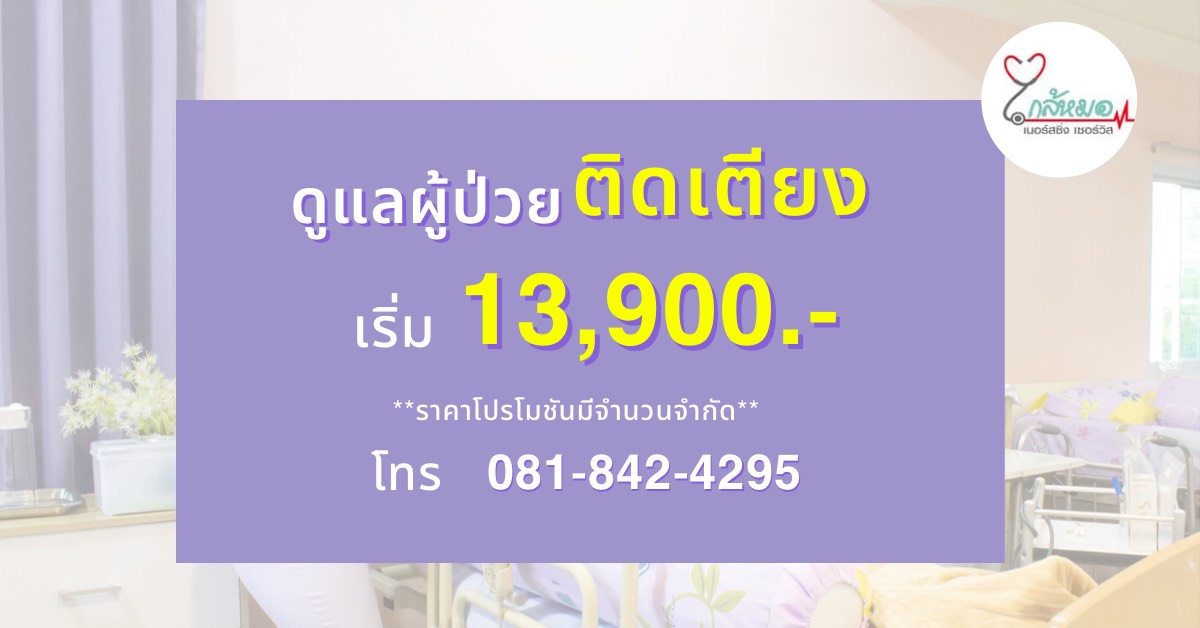 ใกล้หมอ
เนอร์สซิ่ง เซอร์วิส
ดูแลผู้ป่วย ติดเตียง
เริ่ม 13,900.-
**ราคาโปรโมชันมีจำนวนจำกัด**
โทร 081-842-4295